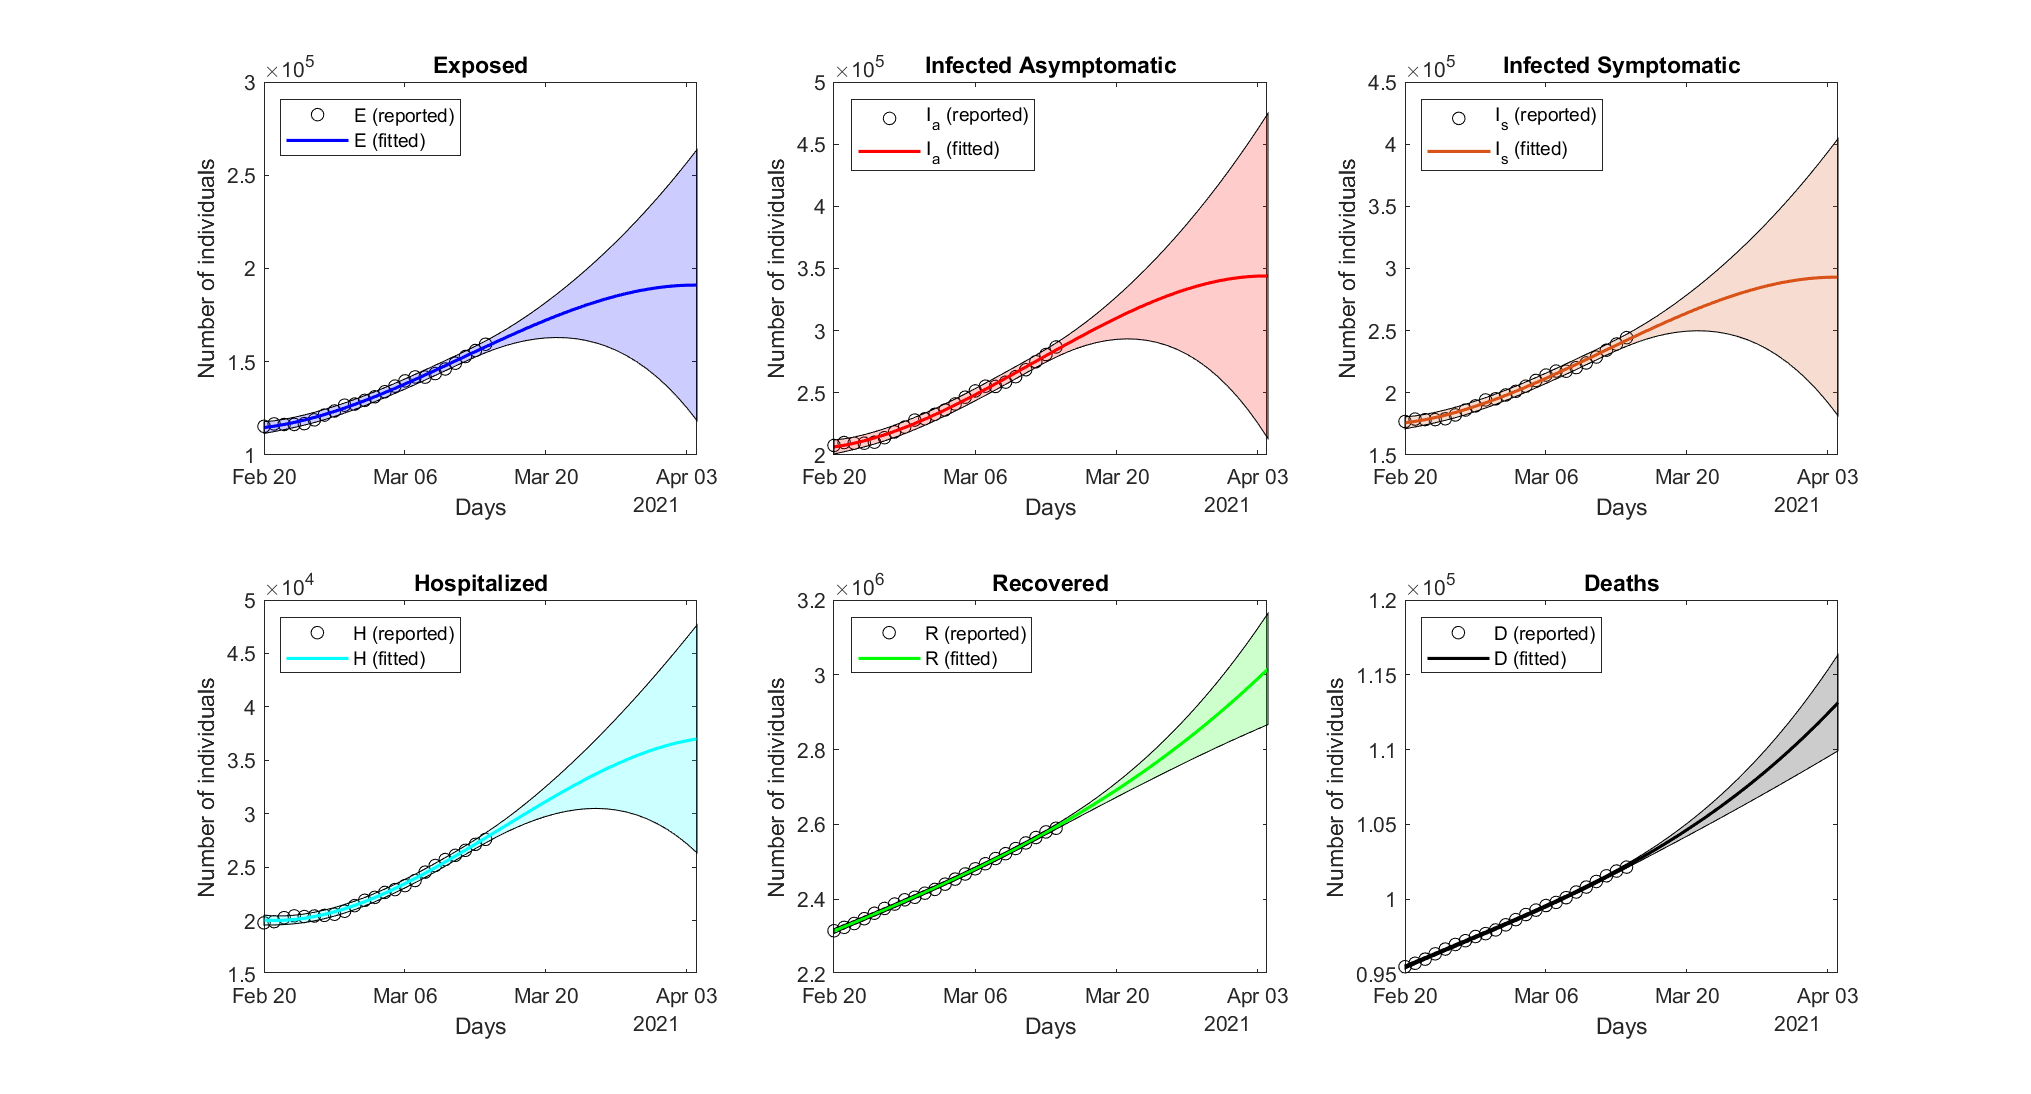 Exposed
×10^5
3
2.5
2
1.5
1
Number of individuals
E (reported)
E (fitted)
Feb 20 Mar 06 Mar 20 Apr 03
Days 2021
Infected Asymptomatic
×10^5
5
4.5
4
3.5
3
2.5
2
Number of individuals
I_a (reported)
I_a (fitted)
Feb 20 Mar 06 Mar 20 Apr 03
Days 2021
Infected Symptomatic
×10^5
4.5
4
3.5
3
2.5
2
1.5
Number of individuals
I_s (reported)
I_s (fitted)
Feb 20 Mar 06 Mar 20 Apr 03
Days 2021
Hospitalized
×10^4
5
4.5
4
3.5
3
2.5
2
1.5
Number of individuals
H (reported)
H (fitted)
Feb 20 Mar 06 Mar 20 Apr 03
Days 2021
Recovered
×10^6
3.2
3
2.8
2.6
2.4
2.2
Number of individuals
R (reported)
R (fitted)
Feb 20 Mar 06 Mar 20 Apr 03
Days 2021
Deaths
×10^5
1.2
1.15
1.1
1.05
1
0.95
Number of individuals
D (reported)
D (fitted)
Feb 20 Mar 06 Mar 20 Apr 03
Days 2021